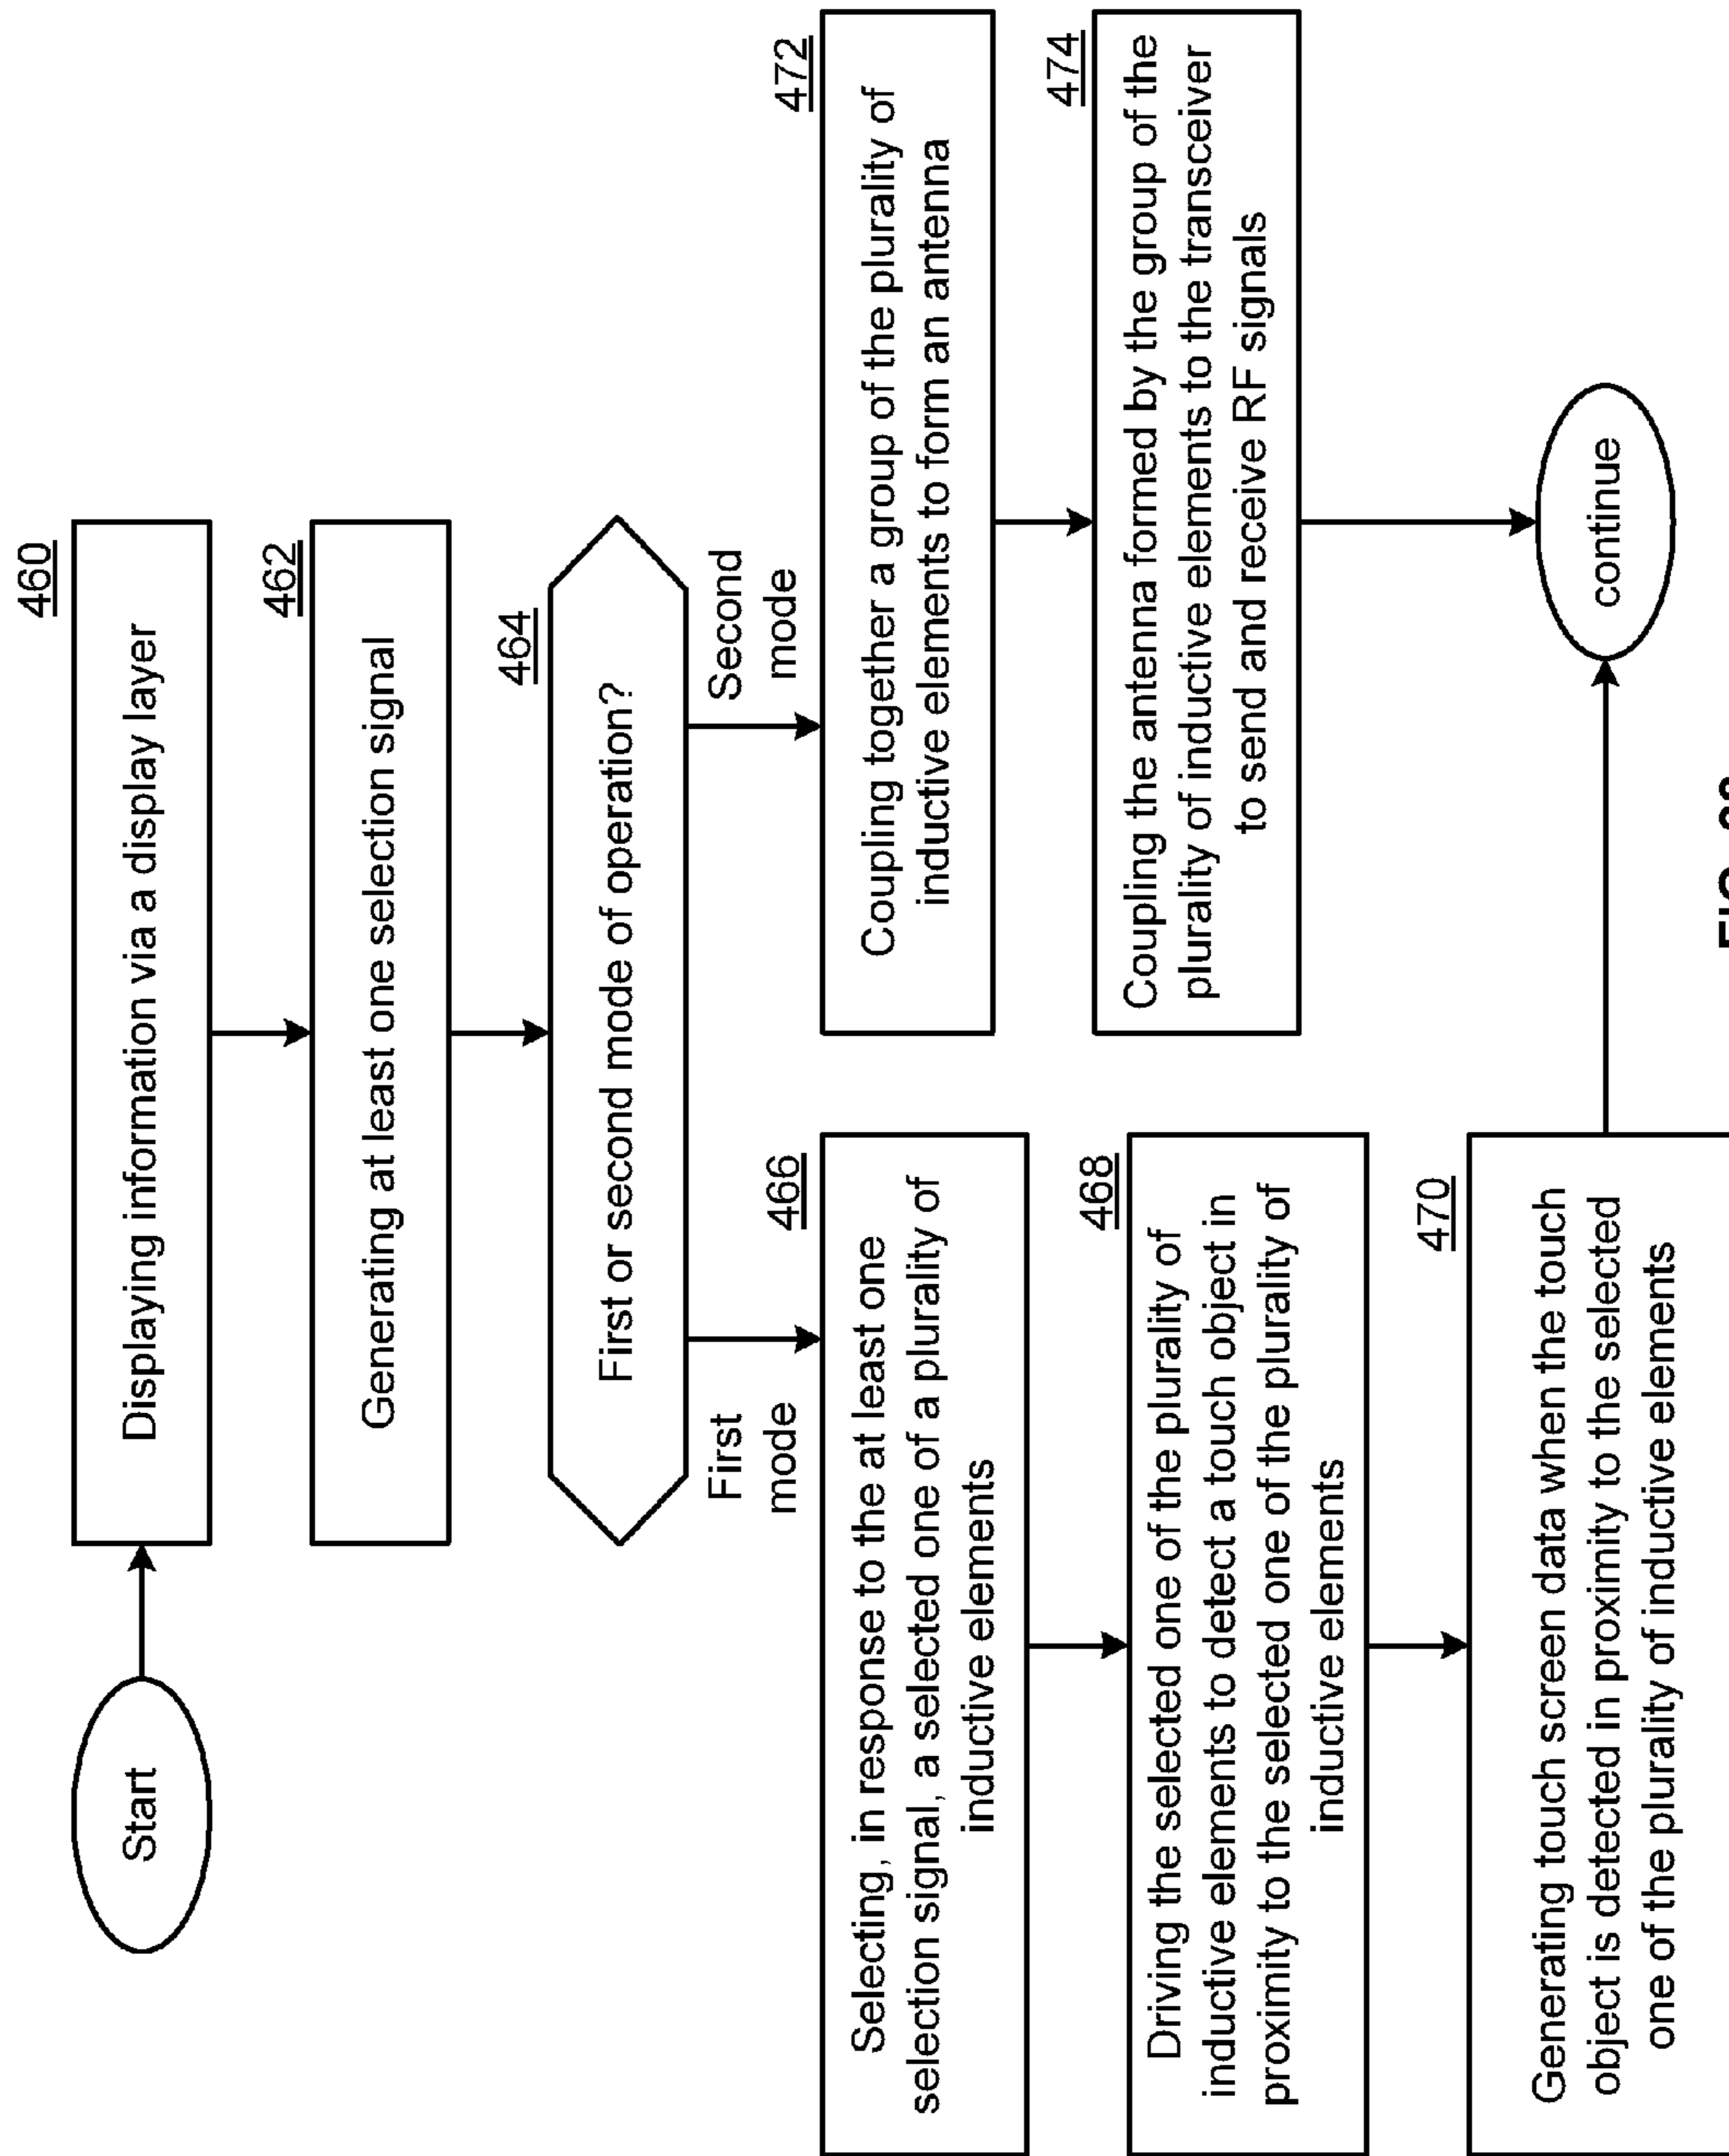 Start
460
Displaying information via a display layer
462
Generating at least one selection signal
464
First or second mode of operation?
First
mode
Second
mode
466
Selecting, in response to the at least one
selection signal, a selected one of a plurality of
inductive elements
468
Driving the selected one of the plurality of
inductive elements to detect a touch object in
proximity to the selected one of the plurality of
inductive elements
470
Generating touch screen data when the touch
object is detected in proximity to the selected
one of the plurality of inductive elements
472
Coupling together a group of the plurality of
inductive elements to form an antenna
474
Coupling the antenna formed by the group of the
plurality of inductive elements to the transceiver
to send and receive RF signals
continue
FIG.